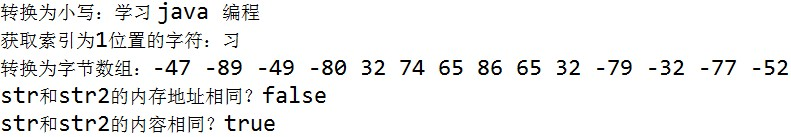 转换为小写：学习 java 编程
获取索引为1位置的字符：习
转换为字节数组：-47 -89 -49 -80 32 74 65 86 65 32 -79 -32 -77 -52
str和str2的内存地址相同？false
str和str2的内容相同？true